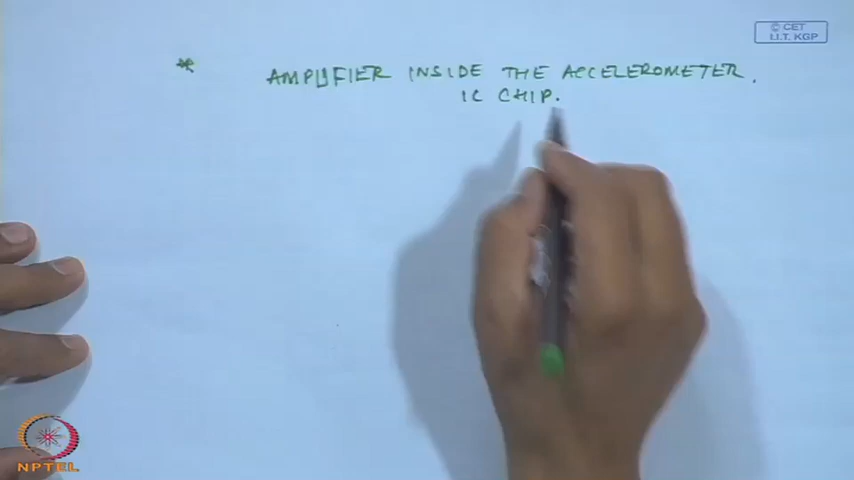 © CET
I.I.T. KGP
* AMPLIFIER INSIDE THE ACCELEROMETER.
IC CHIP.
NPTEL